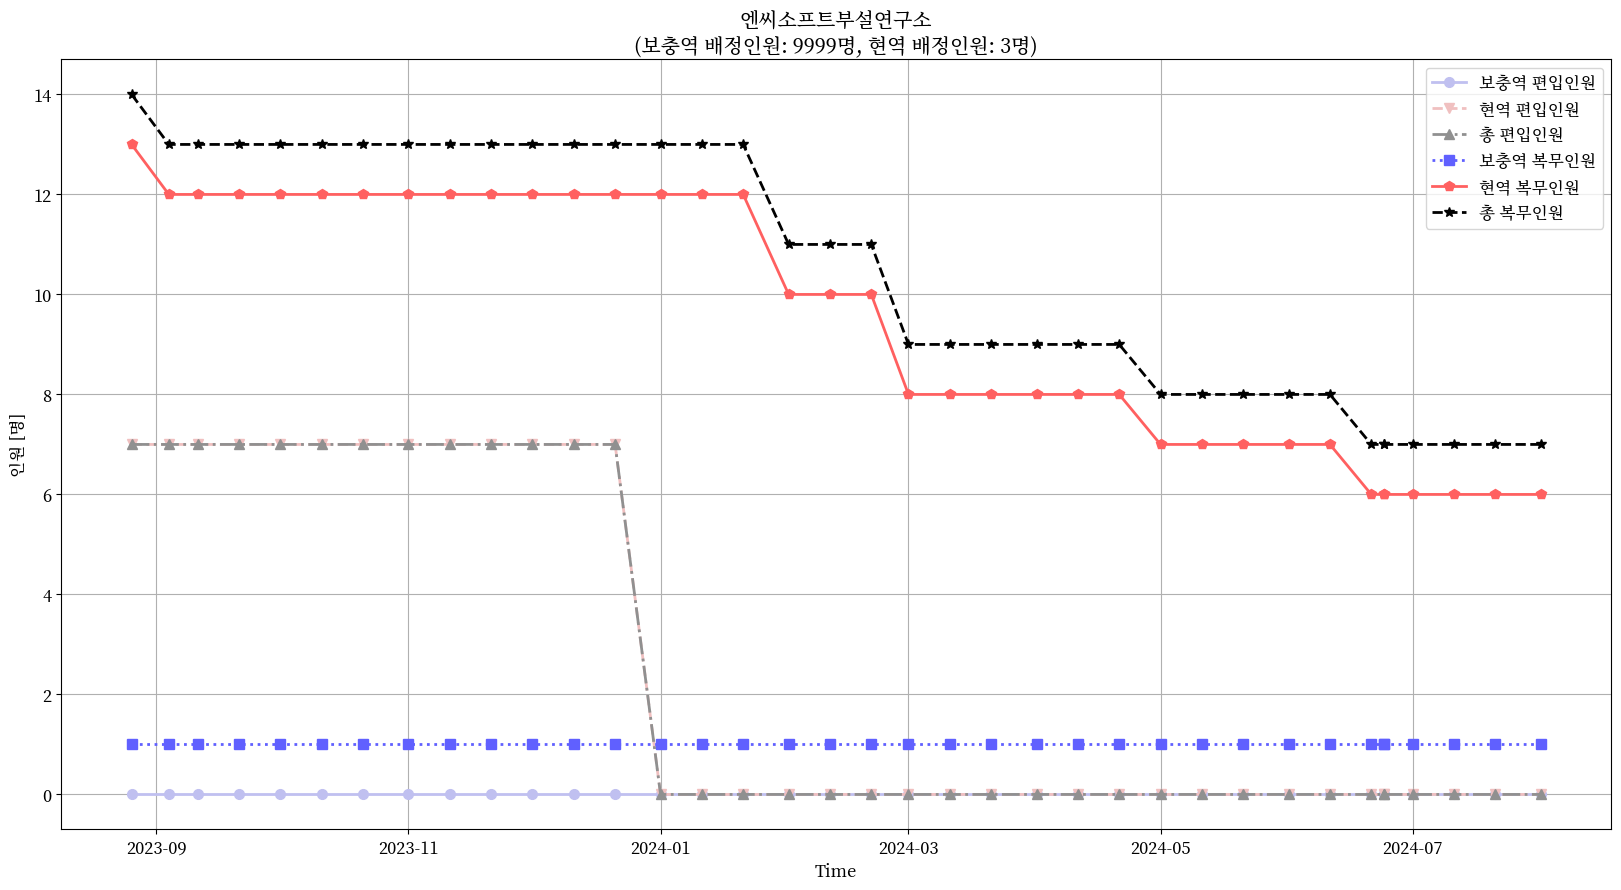 엔씨소프트부설연구소
(보충역 배정인원: 9999명, 현역 배정인원: 3명)
보충역 편입인원
현역 편입인원
총 편입인원
보충역 복무인원
현역 복무인원
총 복무인원
인원 [명]
14
12
10
8
6
4
2
0
2023-09
2023-11
2024-01
2024-03
2024-05
2024-07
Time